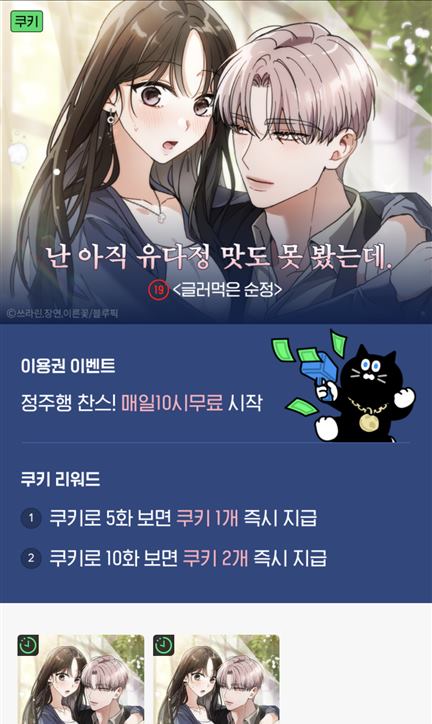 쿠키
난 아직 유다정 맛도 못 봤는데.
19 <글러먹은 순정>
©쓰라린,장연,이른꽃/블루픽
이용권 이벤트
정주행 찬스! 매일10시무료 시작
쿠키 리워드
1 쿠키로 5화 보면 쿠키 1개 즉시 지급
2 쿠키로 10화 보면 쿠키 2개 즉시 지급